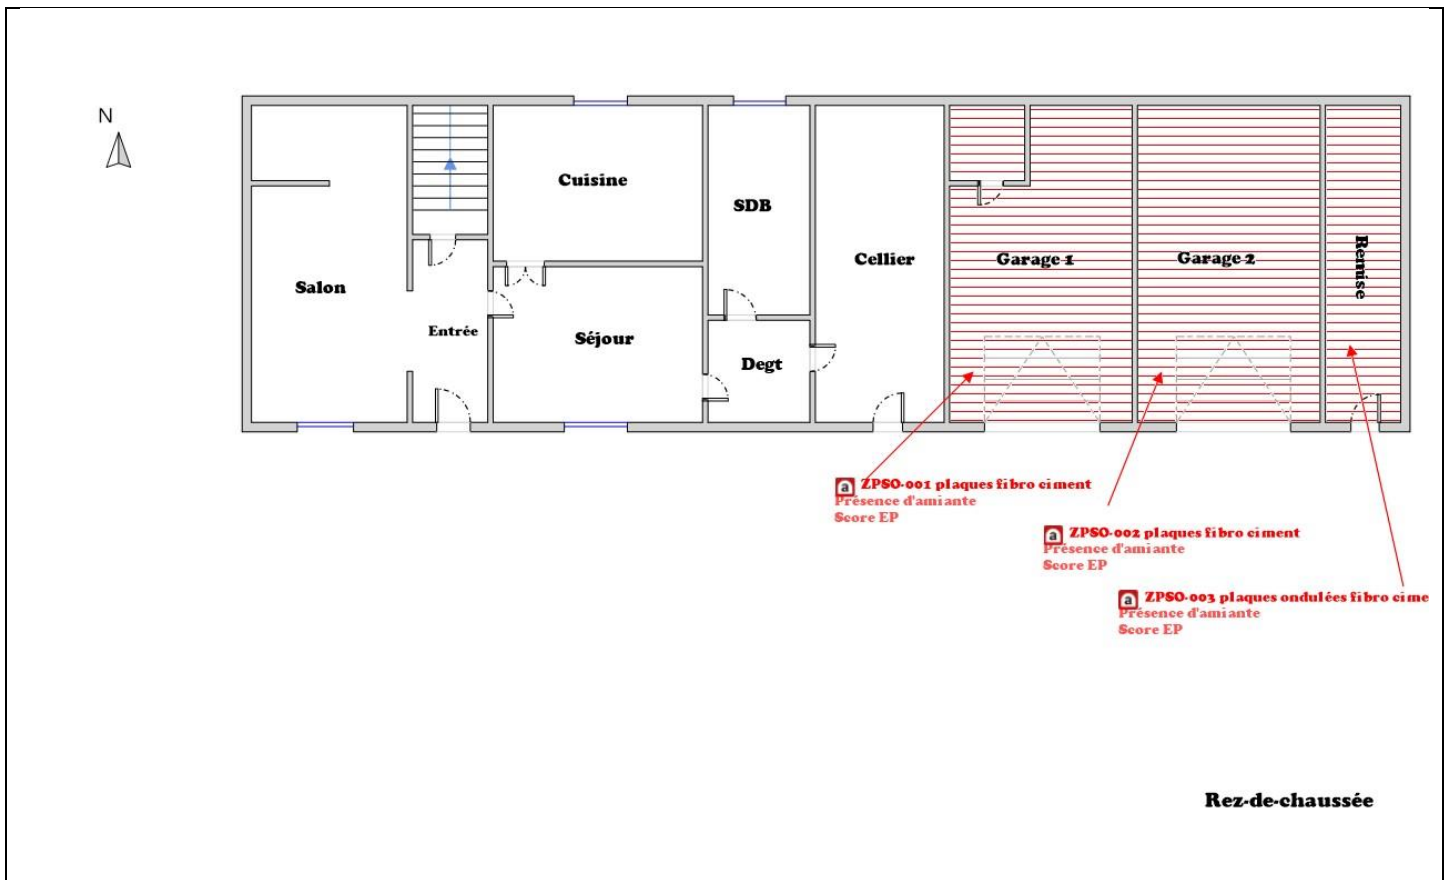 N
Cuisine
SDB
Cellier
Garage 1
Garage 2
Remise
Salon
Entrée
Séjour
Degt
a ZPSO-001 plaques fibro ciment
Présence d'amiante
Score EP
a ZPSO-002 plaques fibro ciment
Présence d'amiante
Score EP
a ZPSO-003 plaques ondulées fibro cime
Présence d'amiante
Score EP
Rez-de-chaussée